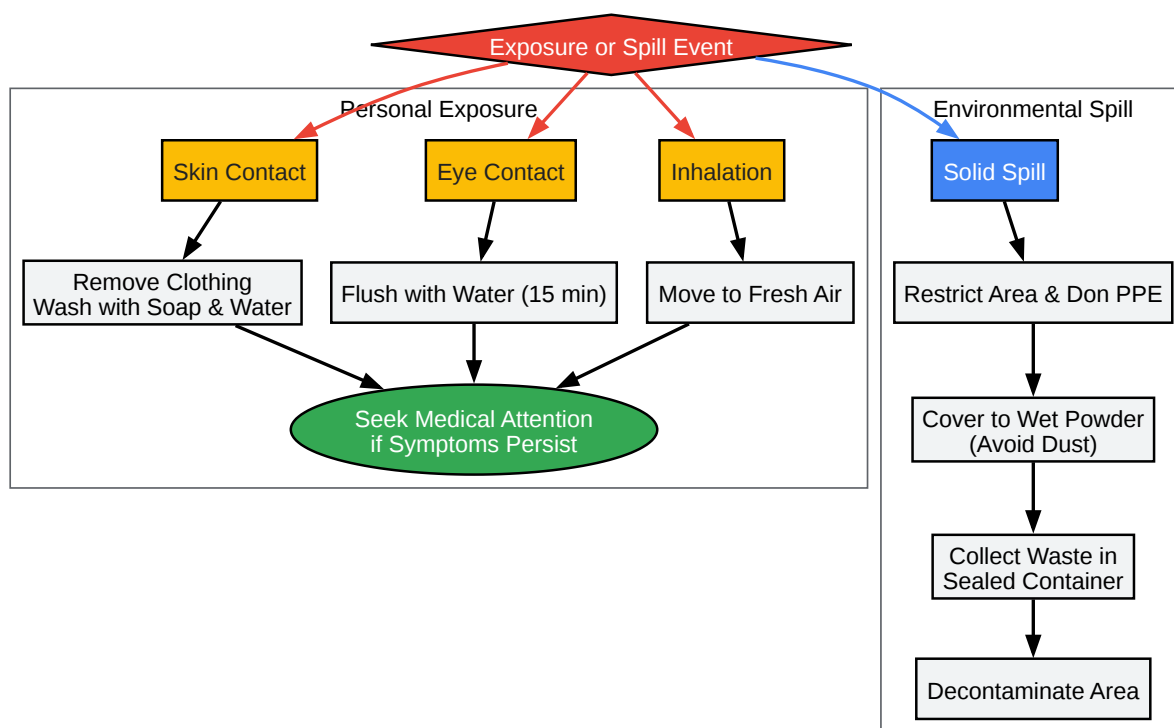 Exposure or Spill Event
Personal Exposure
Environmental Spill
Skin Contact
Eye Contact
Inhalation
Solid Spill
Remove Clothing
Wash with Soap & Water
Flush with Water (15 min)
Move to Fresh Air
Restrict Area & Don PPE
Seek Medical Attention
if Symptoms Persist
Cover to Wet Powder
(Avoid Dust)
Collect Waste in
Sealed Container
Decontaminate Area